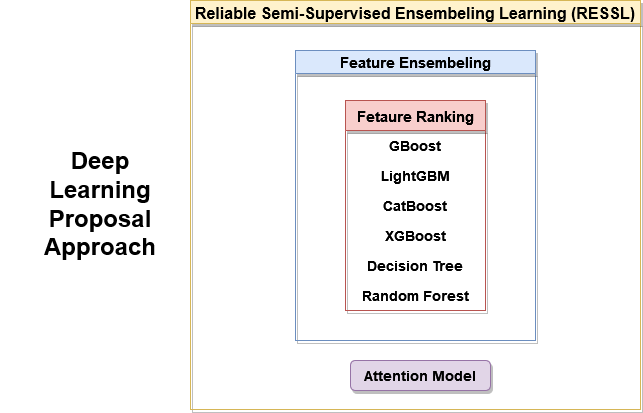 Reliable Semi-Supervised Ensembeling Learning (RESSL)
Feature Ensembeling
Fetaure Ranking
GBoost
LightGBM
CatBoost
XGBoost
Decision Tree
Random Forest
Attention Model
Deep
Learning
Proposal
Approach